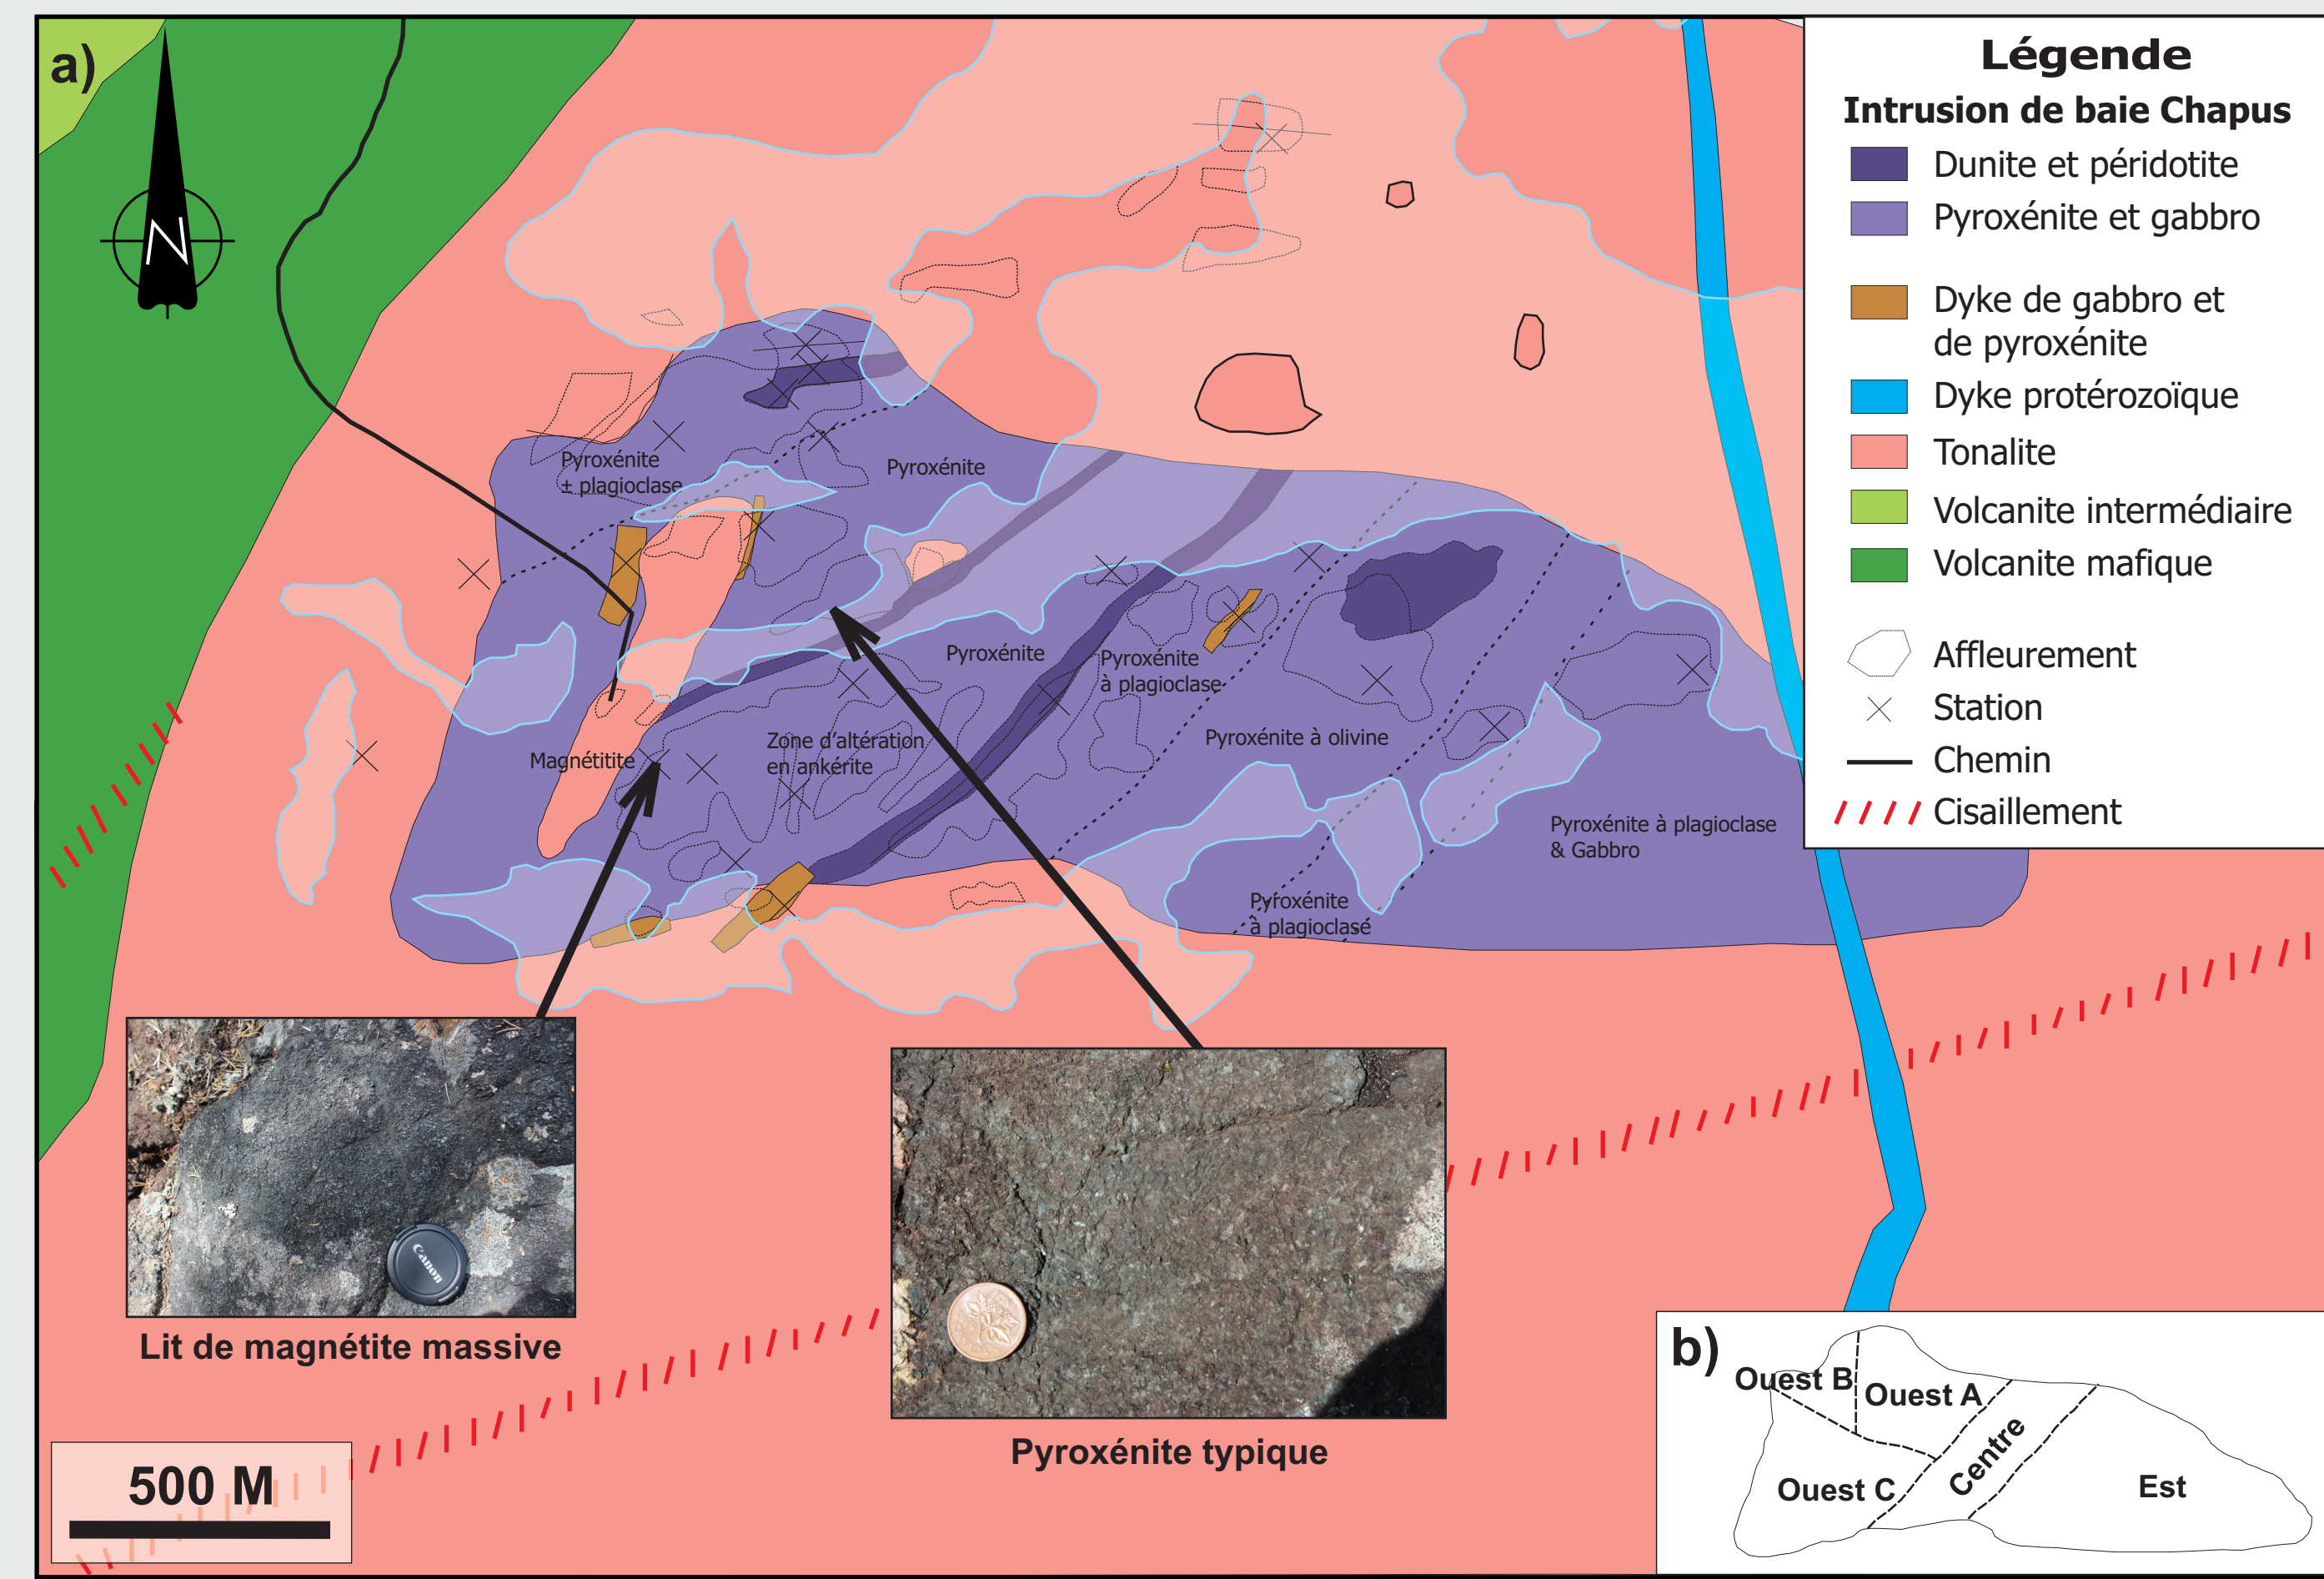 a)
N
Légende
Intrusion de baie Chapus
Dunite et péridotite
Pyroxénite et gabbro
Dyke de gabbro et
de pyroxénite
Dyke protérozoïque
Tonalite
Volcanite intermédiaire
Volcanite mafique
Affleurement
Station
Chemin
Cisaillement
Pyroxénite
± plagioclase
Pyroxénite
Pyroxénite
Pyroxénite
à plagioclase
Magnétitite
Zone d'altération
en ankérite
Pyroxénite à olivine
Pyroxénite à plagioclase
& Gabbro
Pyroxénite
à plagioclase
Canon
Lit de magnétite massive
Pyroxénite typique
500 M
b)
Ouest B
Ouest A
Centre
Ouest C
Est